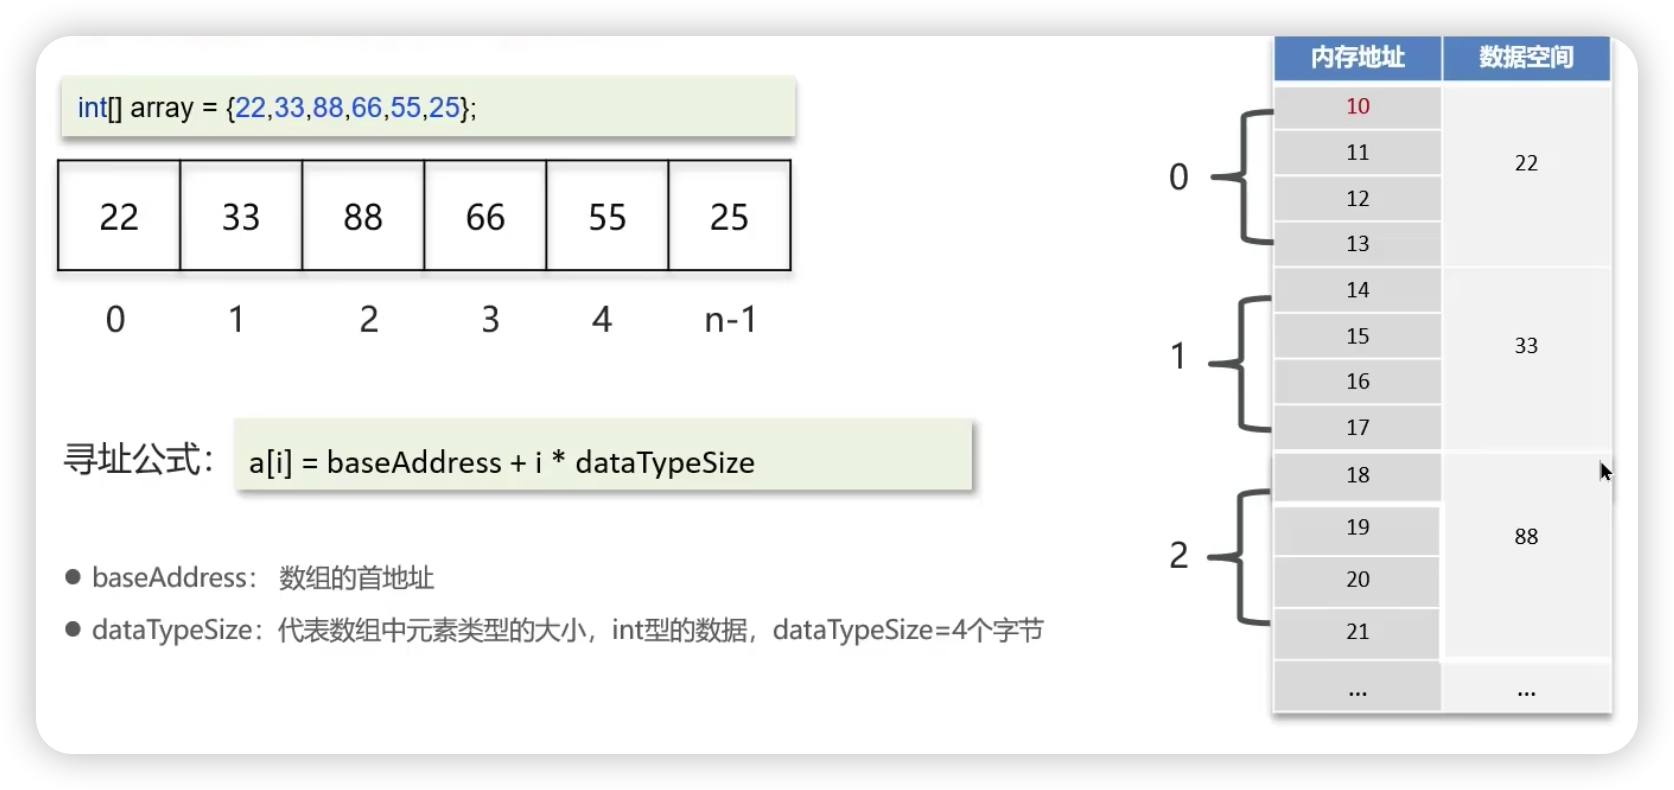 int[] array = {22,33,88,66,55,25};
22 33 88 66 55 25
0 1 2 3 4 n-1
寻址公式：
a[i] = baseAddress + i * dataTypeSize
baseAddress： 数组的首地址
dataTypeSize：代表数组中元素类型的大小，int型的数据，dataTypeSize=4个字节
内存地址 数据空间
0
1
2
10
11
12
13
14
15
16
17
18
19
20
21
...
22
33
88
...